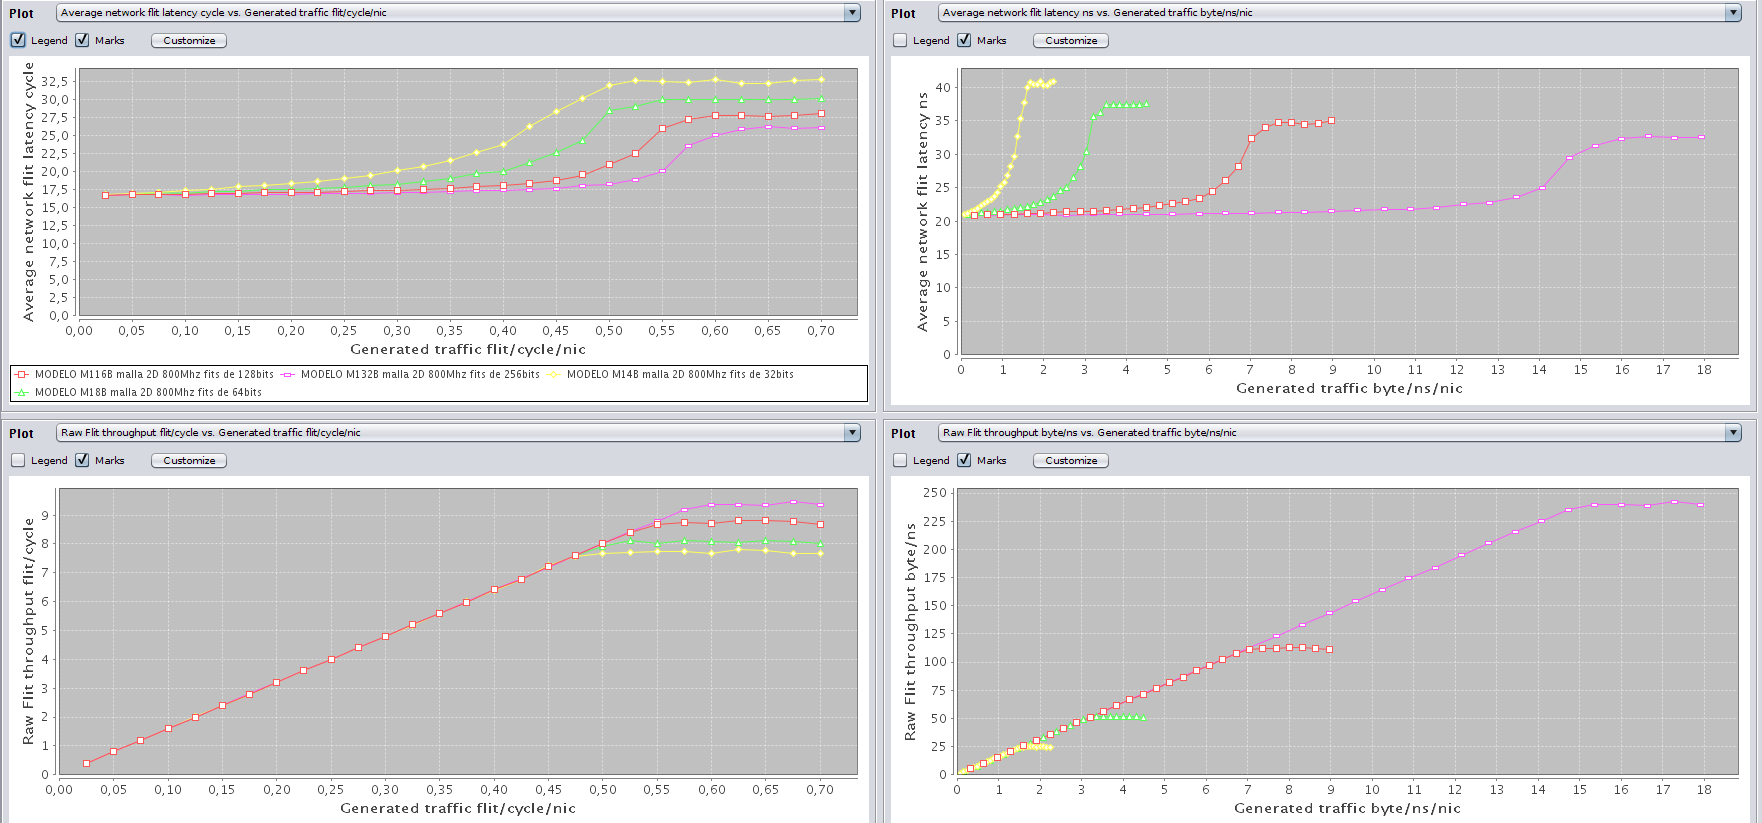 Plot Average network flit latency cycle vs. Generated traffic flit/cycle/nic
Legend Marks Customize
Average network flit latency cycle
32,5
30,0
27,5
25,0
22,5
20,0
17,5
15,0
12,5
10,0
7,5
5,0
2,5
0,0
0,00 0,05 0,10 0,15 0,20 0,25 0,30 0,35 0,40 0,45 0,50 0,55 0,60 0,65 0,70
Generated traffic flit/cycle/nic
MODELO M116B malla 2D 800Mhz fits de 128bits MODELO M132B malla 2D 800Mhz fits de 256bits MODELO M14B malla 2D 800Mhz fits de 32bits
MODELO M18B malla 2D 800Mhz fits de 64bits
Plot Average network flit latency ns vs. Generated traffic byte/ns/nic
Legend Marks Customize
Average network flit latency ns
40
35
30
25
20
15
10
5
0
0 1 2 3 4 5 6 7 8 9 10 11 12 13 14 15 16 17 18
Generated traffic byte/ns/nic
Plot Raw Flit throughput flit/cycle vs. Generated traffic flit/cycle/nic
Legend Marks Customize
Raw Flit throughput flit/cycle
9
8
7
6
5
4
3
2
1
0
0,00 0,05 0,10 0,15 0,20 0,25 0,30 0,35 0,40 0,45 0,50 0,55 0,60 0,65 0,70
Generated traffic flit/cycle/nic
Plot Raw Flit throughput byte/ns vs. Generated traffic byte/ns/nic
Legend Marks Customize
Raw Flit throughput byte/ns
250
225
200
175
150
125
100
75
50
25
0
0 1 2 3 4 5 6 7 8 9 10 11 12 13 14 15 16 17 18
Generated traffic byte/ns/nic